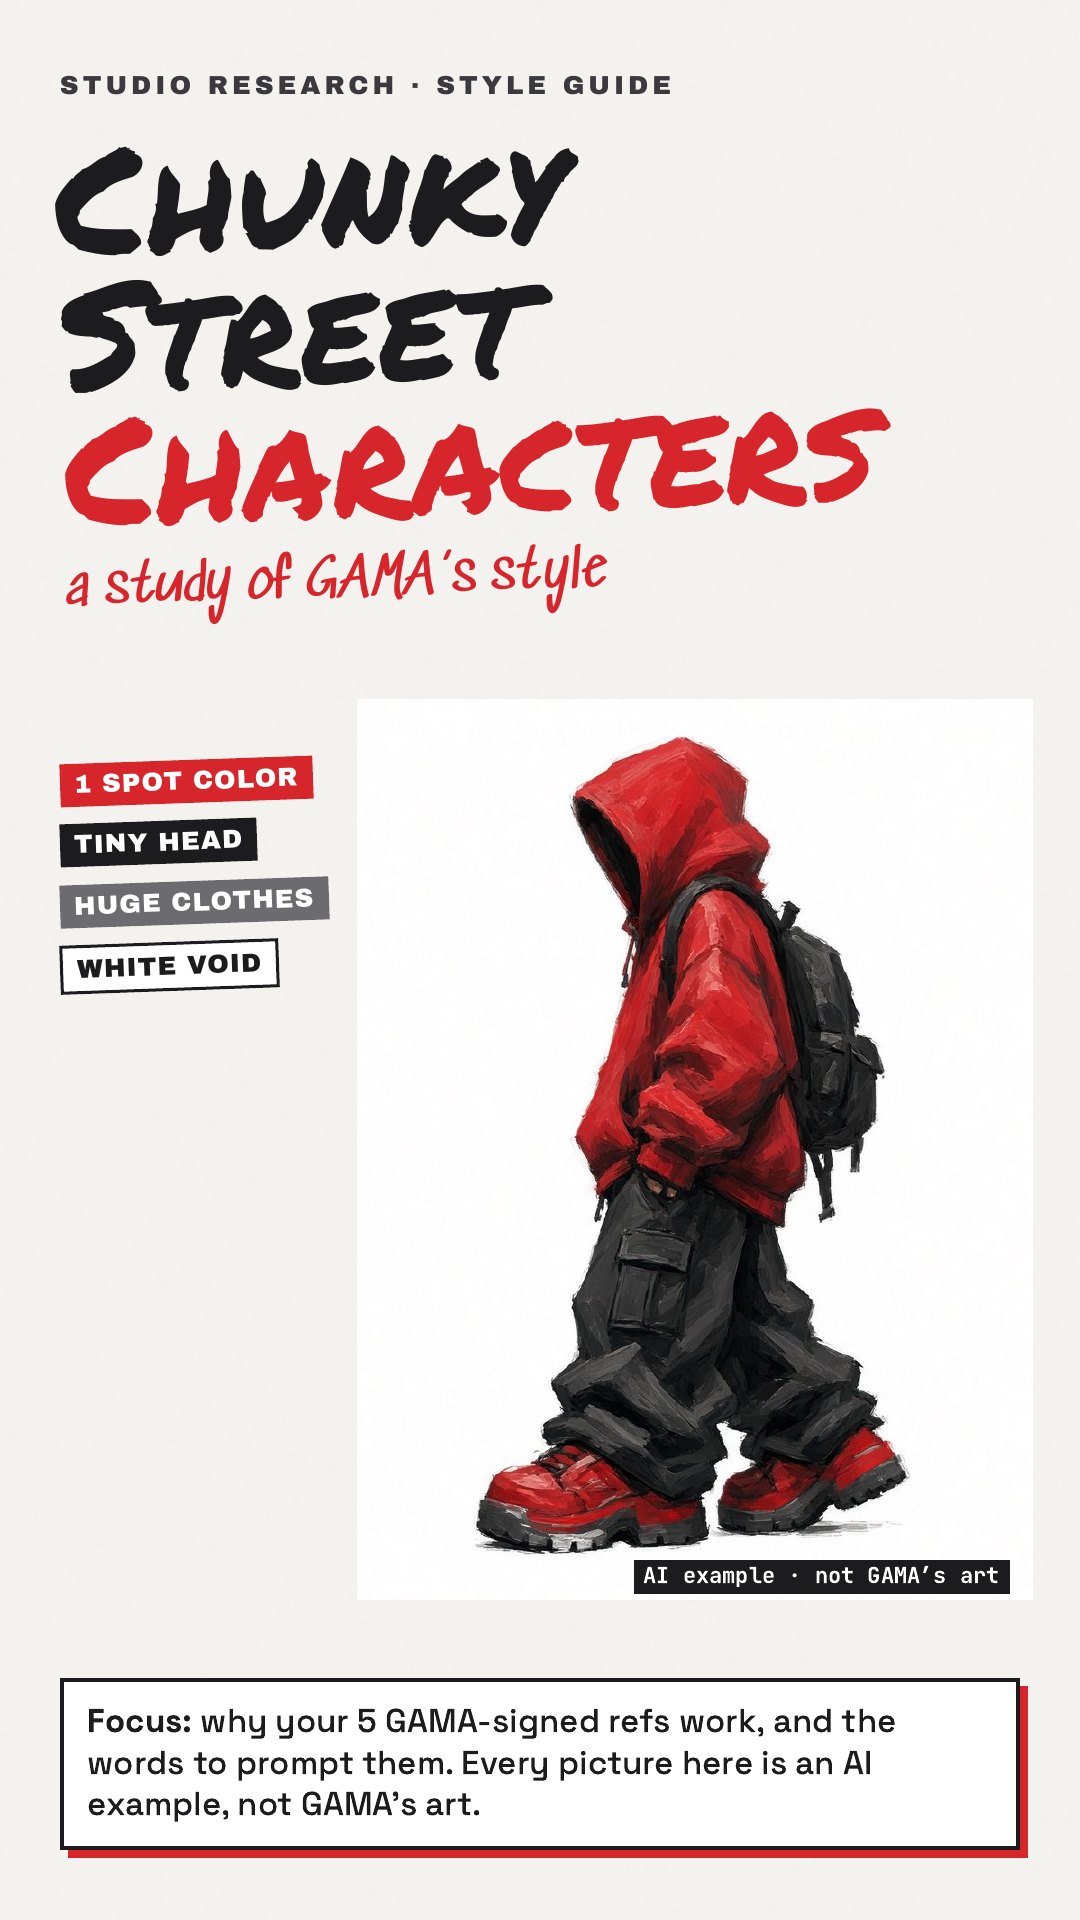 STUDIO RESEARCH · STYLE GUIDE
CHUNKY
STREET
CHARACTERS
a study of GAMA's style
1 SPOT COLOR
TINY HEAD
HUGE CLOTHES
WHITE VOID
AI example · not GAMA’s art
Focus: why your 5 GAMA-signed refs work, and the
words to prompt them. Every picture here is an AI
example, not GAMA’s art.